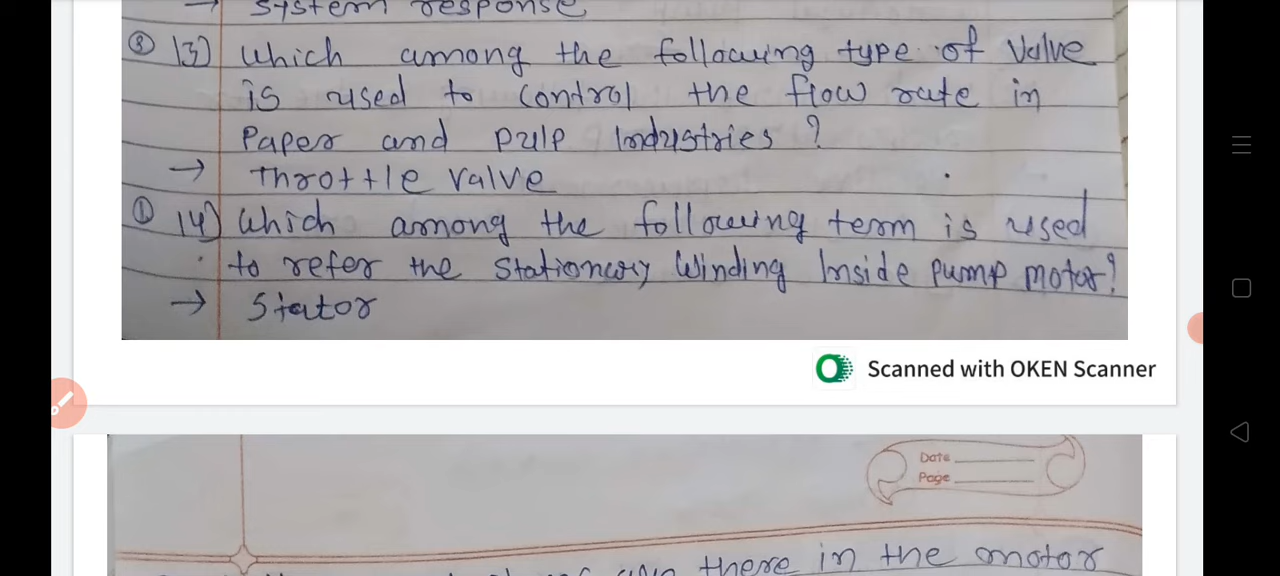 → system response
③ 13) Which among the following type of Valve
is used to Control the flow rate in
Paper and pulp Industries ?
→ Throttle valve
① 14) Which among the following term is used
to refer the Stationary Winding Inside pump motor?
→ Stator
Scanned with OKEN Scanner
Date
Page
there in the motor